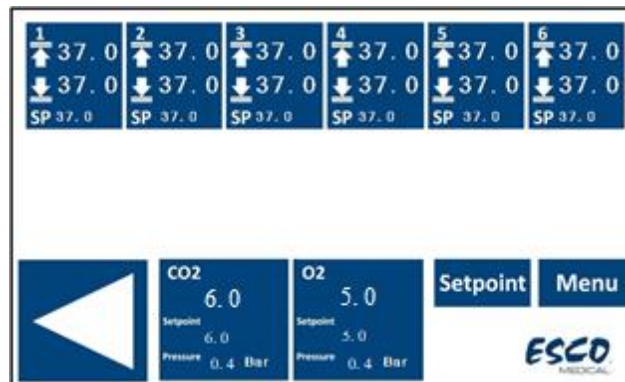 1 2 3 4 5 6
37.0 37.0 37.0 37.0 37.0 37.0
37.0 37.0 37.0 37.0 37.0 37.0
SP 37.0 SP 37.0 SP 37.0 SP 37.0 SP 37.0 SP 37.0
CO2
6.0
Setpoint
6.0
Pressure 0.4 Bar
O2
5.0
Setpoint
5.0
Pressure 0.4 Bar
Setpoint
Menu
ESCO
MEDICAL